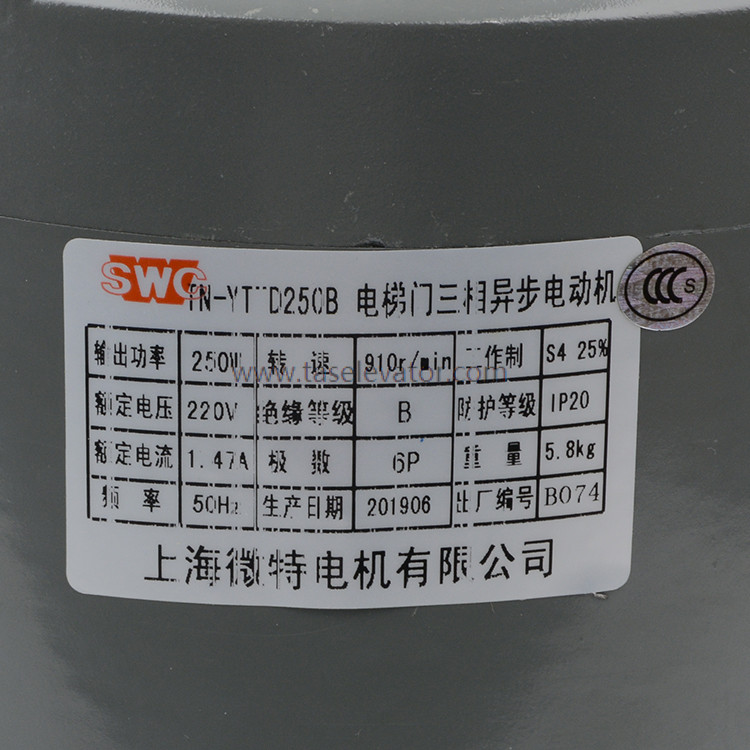 SWC TN-YTTD250B 电梯门三相异步电动机
CCC S
输出功率 250W 转速 910r/min 工作制 S4 25%
www.taselevator.com
额定电压 220V 绝缘等级 B 防护等级 IP20
额定电流 1.47A 极数 6P 重量 5.8kg
频率 50Hz 生产日期 201906 出厂编号 B074
上海微特电机有限公司